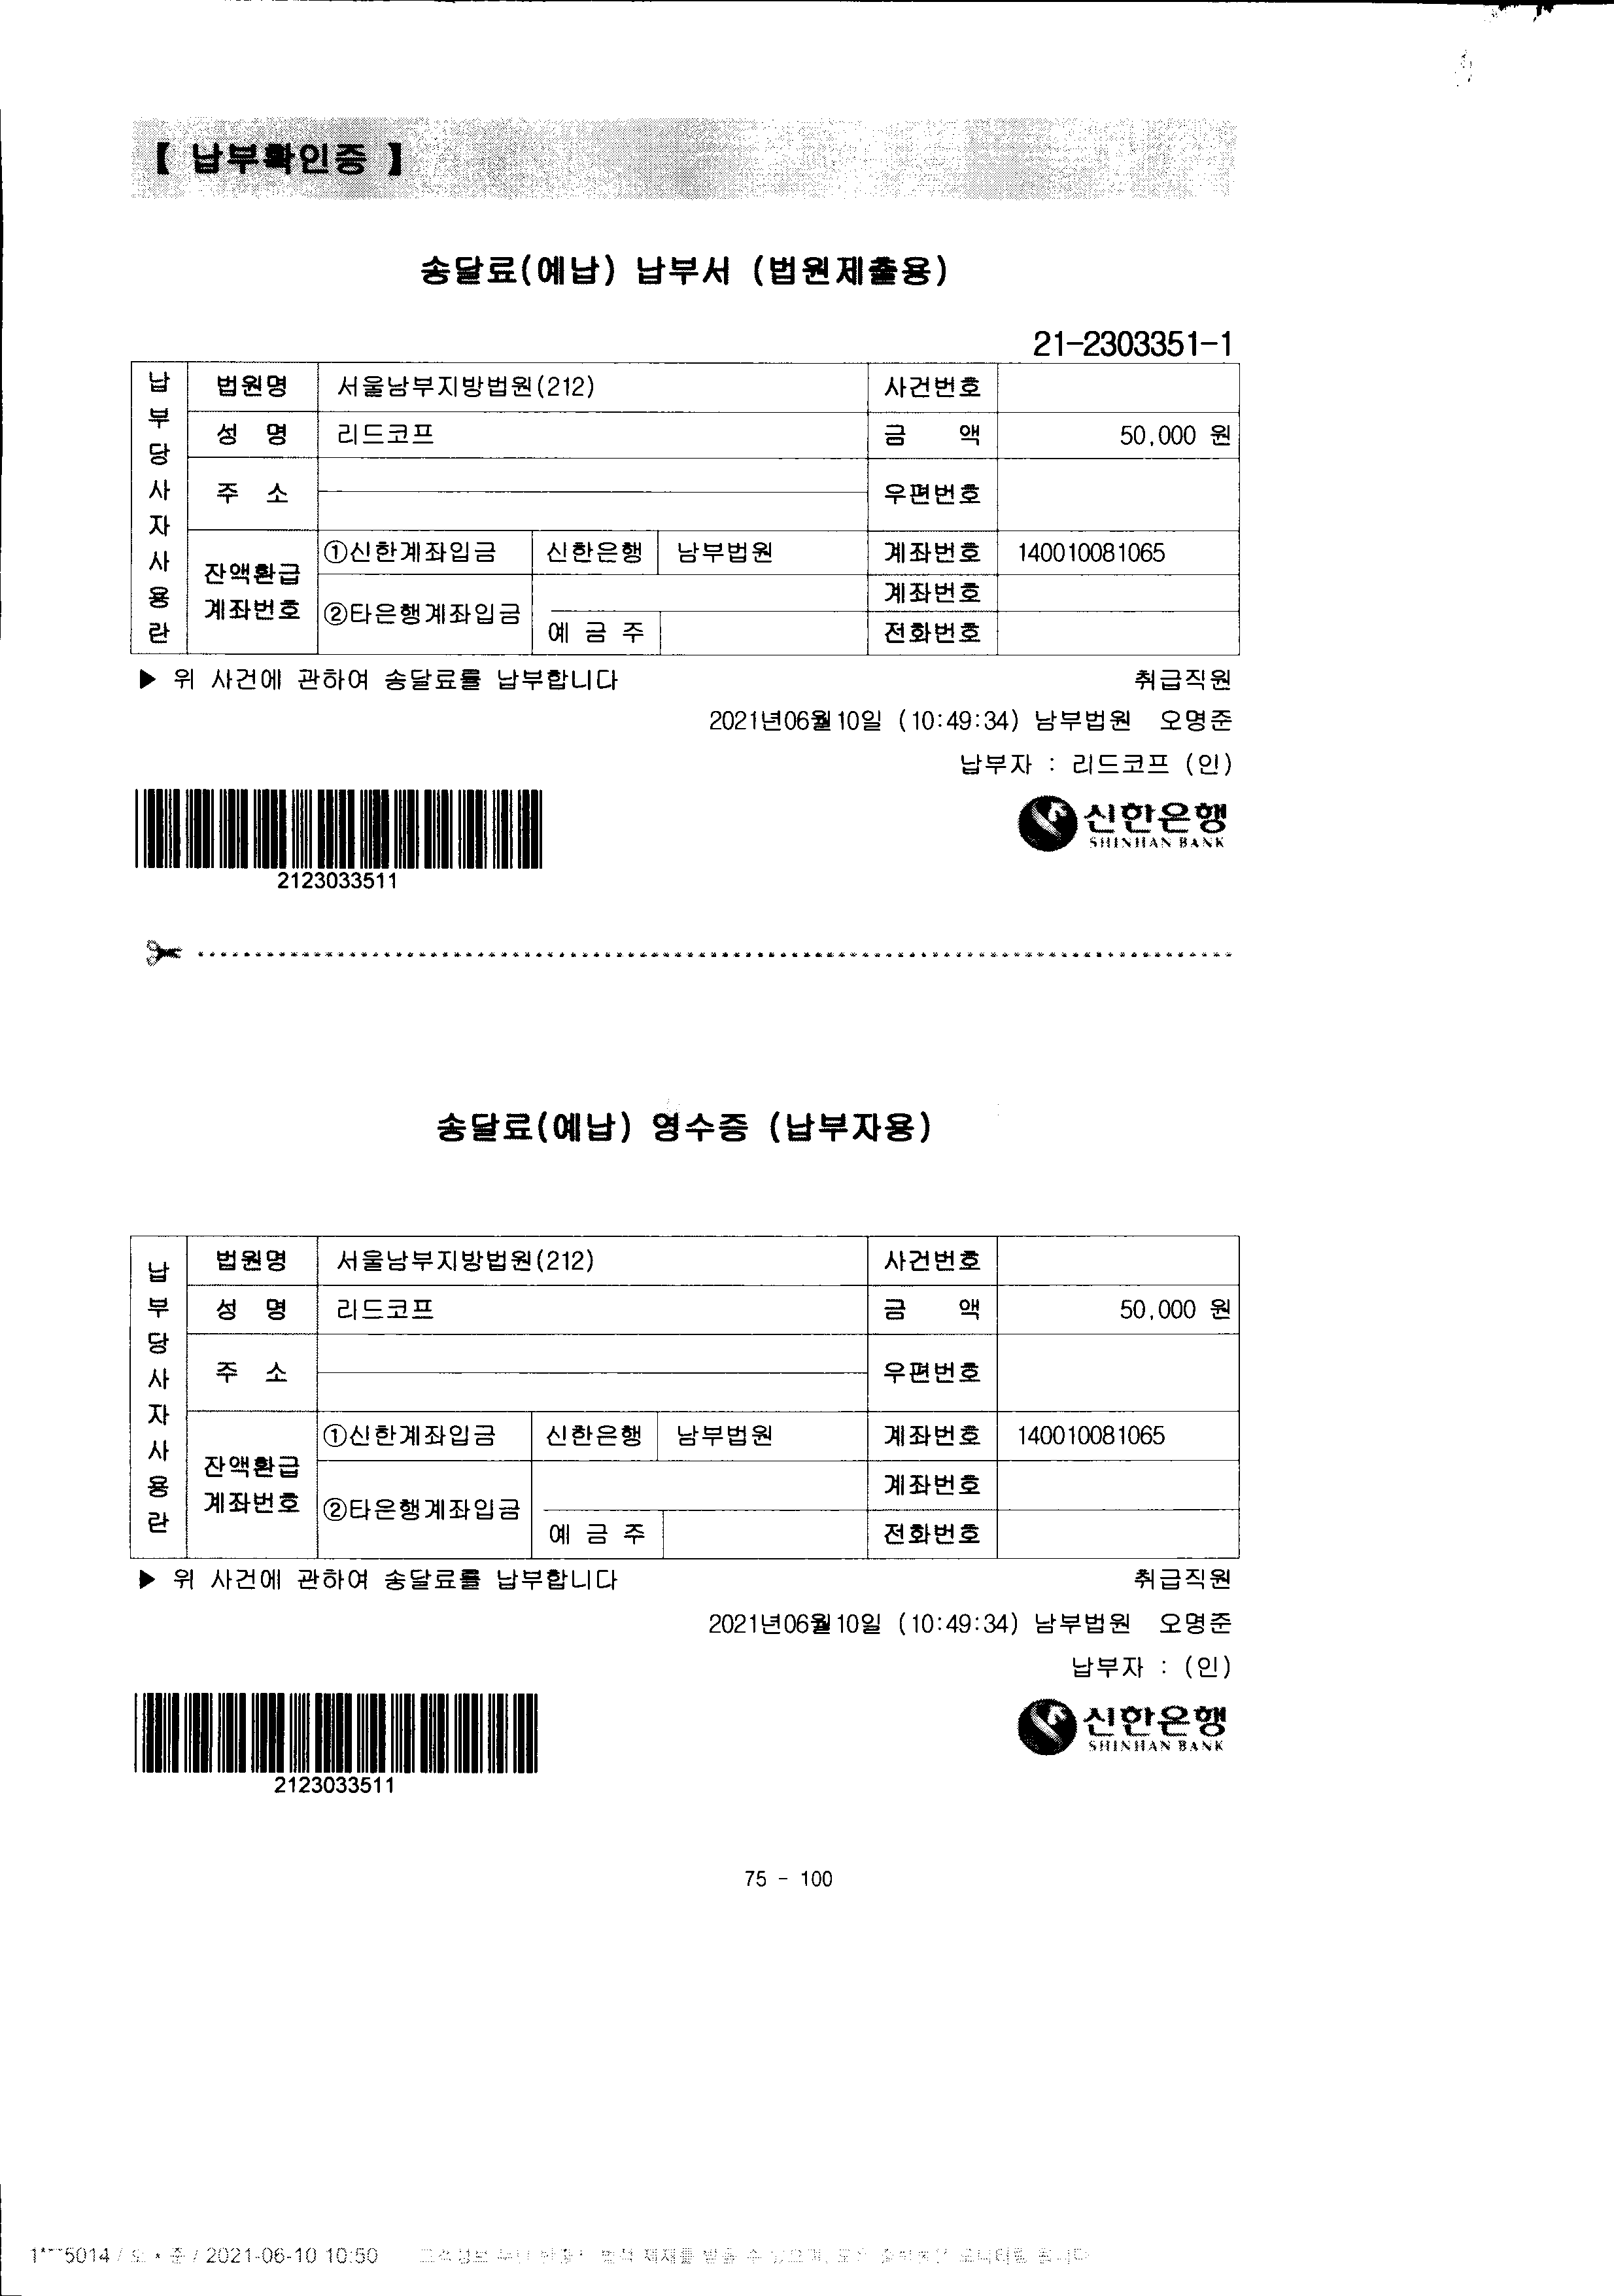 【 납부확인증 】
송달료(예납) 납부서 (법원제출용)
21-2303351-1
납부당사자사용란
법원명 서울남부지방법원(212) 사건번호
성 명 리드코프 금 액 50,000 원
주 소 우편번호
잔액환급 계좌번호 ①신한계좌입금 신한은행 남부법원 계좌번호 140010081065
②타은행계좌입금 계좌번호
예 금 주 전화번호
▶ 위 사건에 관하여 송달료를 납부합니다 취급직원
2021년06월10일 (10:49:34) 남부법원 오명준
납부자 : 리드코프 (인)
신한은행
SHINHAN BANK
2123033511
송달료(예납) 영수증 (납부자용)
납부당사자사용란
법원명 서울남부지방법원(212) 사건번호
성 명 리드코프 금 액 50,000 원
주 소 우편번호
잔액환급 계좌번호 ①신한계좌입금 신한은행 남부법원 계좌번호 140010081065
②타은행계좌입금 계좌번호
예 금 주 전화번호
▶ 위 사건에 관하여 송달료를 납부합니다 취급직원
2021년06월10일 (10:49:34) 남부법원 오명준
납부자 : (인)
신한은행
SHINHAN BANK
2123033511
75 - 100
1***5014 / 오 * 준 / 2021-06-10 10:50